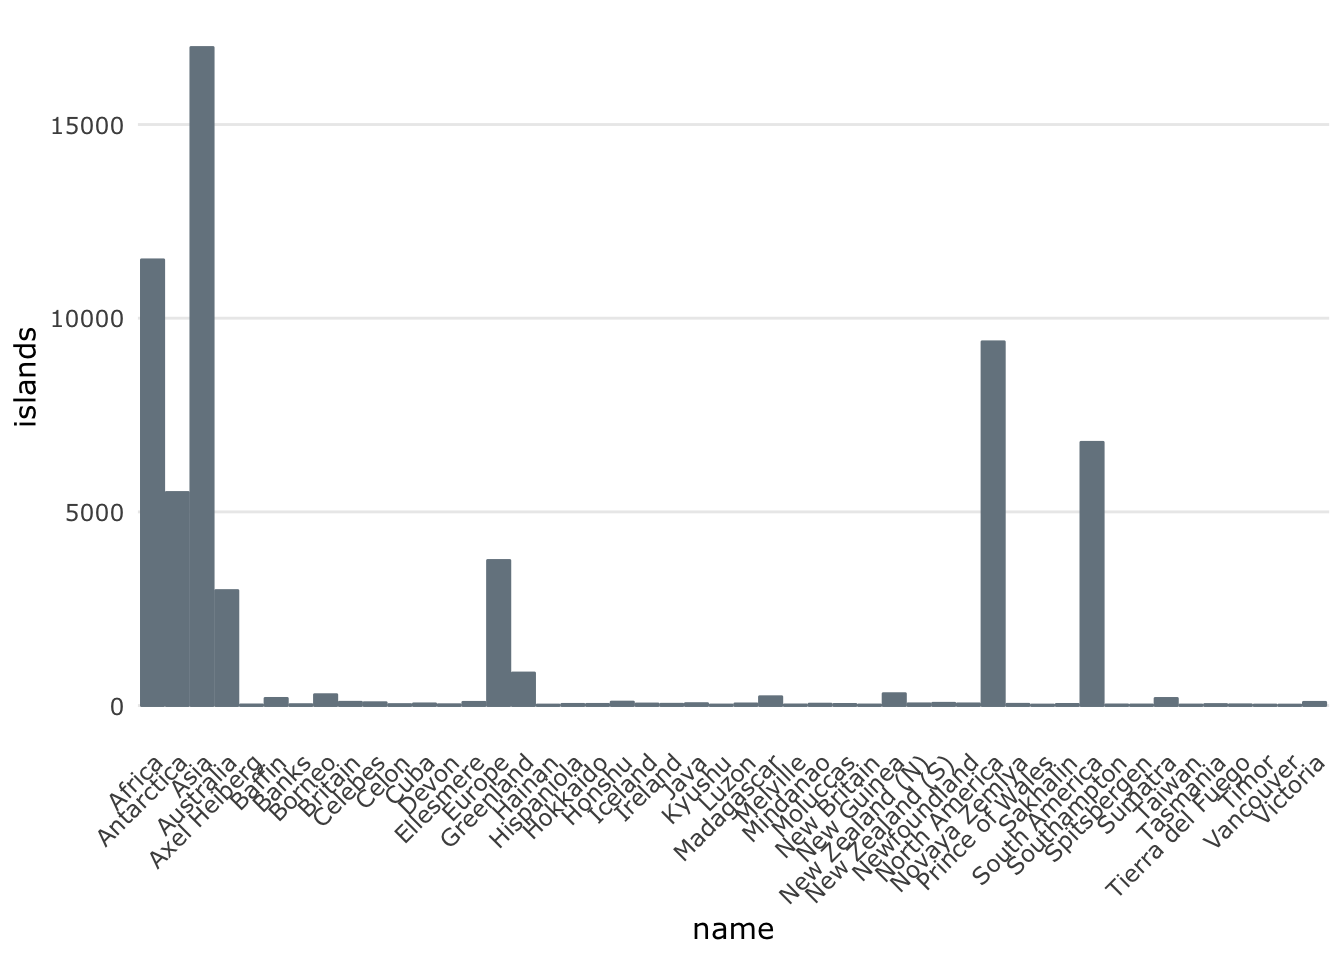 15000
10000
5000
0
islands
Africa
Antarctica
Asia
Australia
Axel Heiberg
Baffin
Banks
Borneo
Britain
Celebes
Celon
Cuba
Devon
Ellesmere
Europe
Greenland
Hainan
Hispaniola
Hokkaido
Honshu
Iceland
Ireland
Java
Kyushu
Luzon
Madagascar
Melville
Mindanao
Moluccas
New Britain
New Guinea
New Zealand (N)
New Zealand (S)
Newfoundland
North America
Novaya Zemlya
Prince of Wales
Sakhalin
South America
Southampton
Spitsbergen
Sumatra
Taiwan
Tasmania
Tierra del Fuego
Timor
Vancouver
Victoria
name